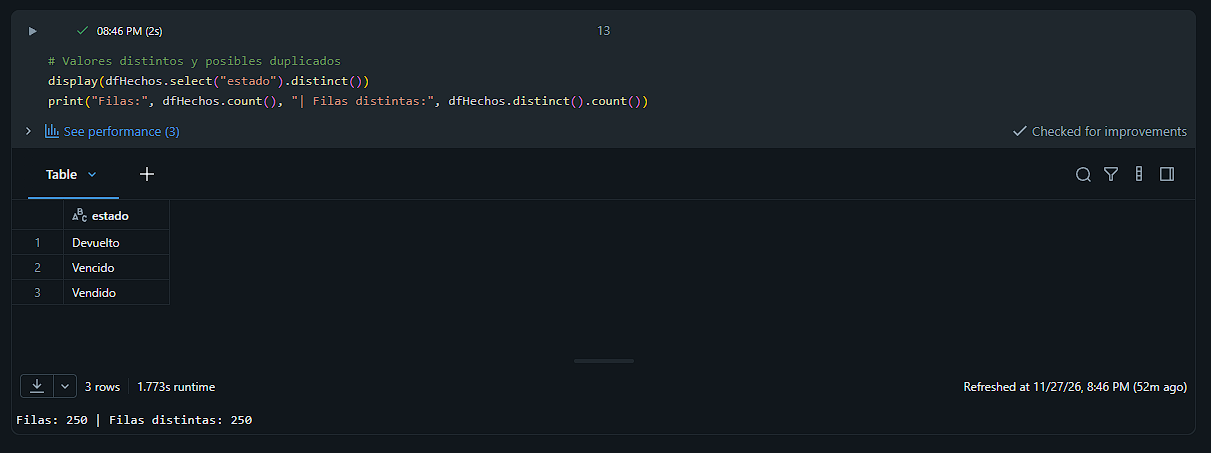 08:46 PM (2s) 13
# Valores distintos y posibles duplicados
display(dfHechos.select("estado").distinct())
print("Filas:", dfHechos.count(), "| Filas distintas:", dfHechos.distinct().count())
See performance (3) Checked for improvements
Table
ABC estado
1 Devuelto
2 Vencido
3 Vendido
3 rows 1.773s runtime Refreshed at 11/27/26, 8:46 PM (52m ago)
Filas: 250 | Filas distintas: 250